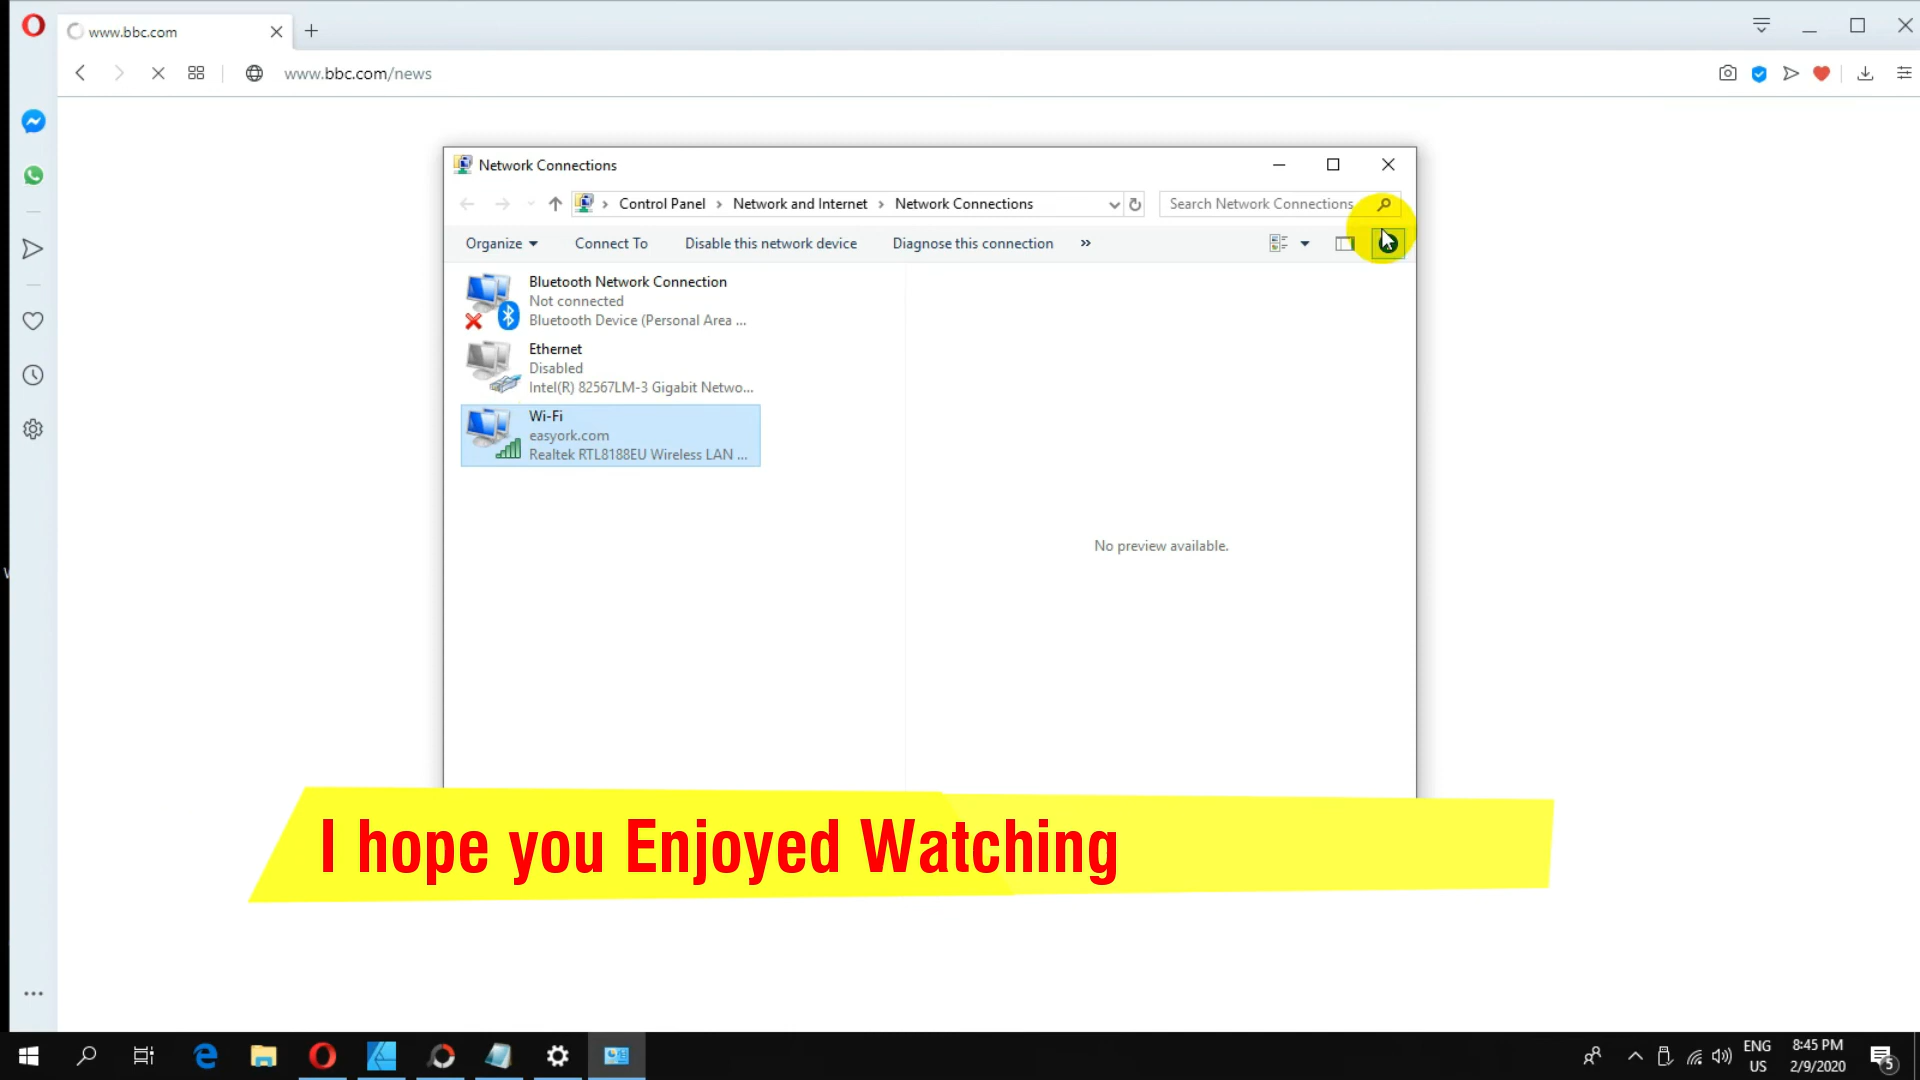 www.bbc.com
www.bbc.com/news
Network Connections
Control Panel > Network and Internet > Network Connections
Search Network Connections
Organize
Connect To
Disable this network device
Diagnose this connection
»
Bluetooth Network Connection
Not connected
Bluetooth Device (Personal Area ...
Ethernet
Disabled
Intel(R) 82567LM-3 Gigabit Netwo...
Wi-Fi
easyork.com
Realtek RTL8188EU Wireless LAN ...
No preview available.
I hope you Enjoyed Watching
ENG
US
8:45 PM
2/9/2020
5